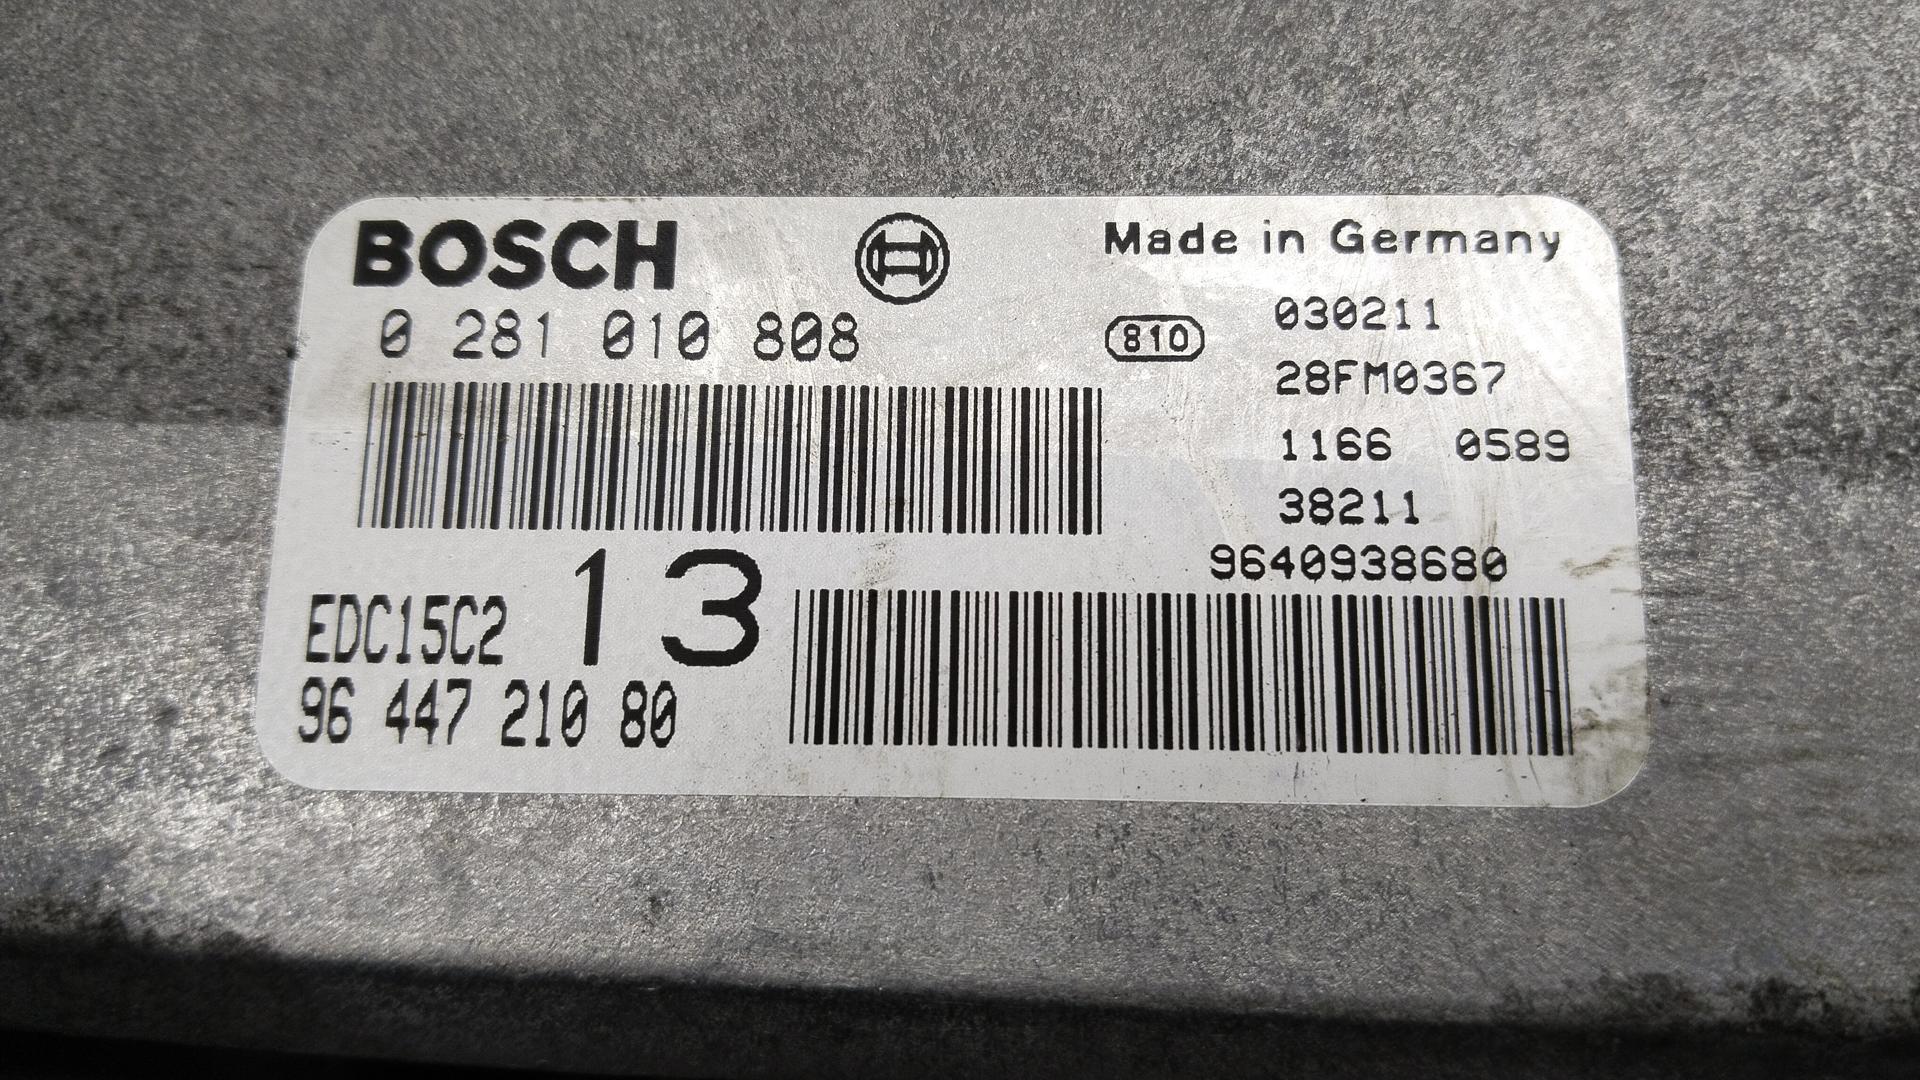 BOSCH
Made in Germany
0 281 010 808
810
030211
28FM0367
1166 0589
38211
9640938680
EDC15C2
13
96 447 210 80